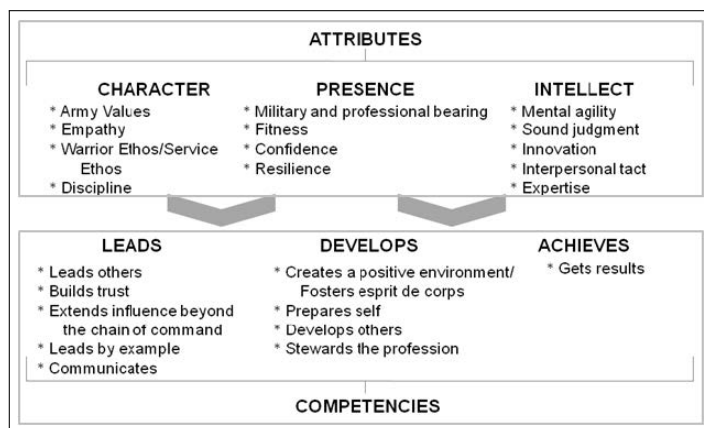 ATTRIBUTES
CHARACTER
* Army Values
* Empathy
* Warrior Ethos/Service
Ethos
* Discipline
PRESENCE
* Military and professional bearing
* Fitness
* Confidence
* Resilience
INTELLECT
* Mental agility
* Sound judgment
* Innovation
* Interpersonal tact
* Expertise
LEADS
* Leads others
* Builds trust
* Extends influence beyond
the chain of command
* Leads by example
* Communicates
DEVELOPS
* Creates a positive environment/
Fosters esprit de corps
* Prepares self
* Develops others
* Stewards the profession
ACHIEVES
* Gets results
COMPETENCIES